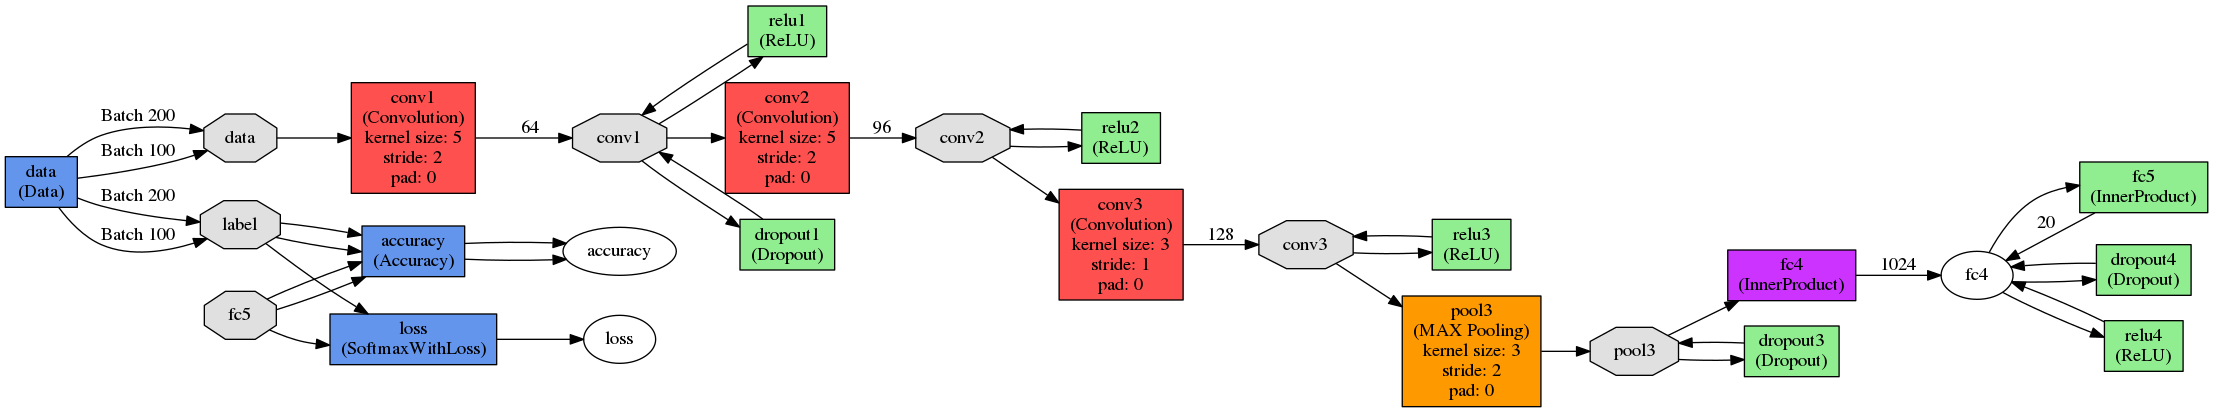 data
(Data)
Batch 200
Batch 100
Batch 200
Batch 100
data
label
fc5
conv1
(Convolution)
kernel size: 5
stride: 2
pad: 0
accuracy
(Accuracy)
loss
(SoftmaxWithLoss)
64
conv1
accuracy
loss
relu1
(ReLU)
conv2
(Convolution)
kernel size: 5
stride: 2
pad: 0
dropout1
(Dropout)
96
conv2
relu2
(ReLU)
conv3
(Convolution)
kernel size: 3
stride: 1
pad: 0
128
conv3
relu3
(ReLU)
pool3
(MAX Pooling)
kernel size: 3
stride: 2
pad: 0
pool3
fc4
(InnerProduct)
dropout3
(Dropout)
1024
fc4
fc5
(InnerProduct)
20
dropout4
(Dropout)
relu4
(ReLU)